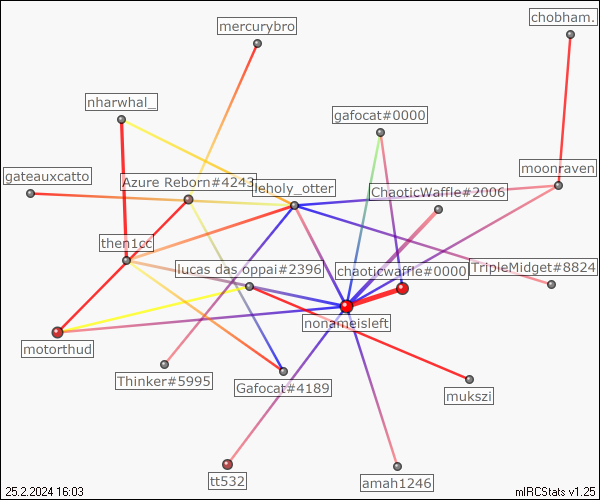 chobham.
mercurybro
nharwhal_
gafocat#0000
gateauxcatto
moonraven
Azure Reborn#4243
leholy_otter
ChaoticWaffle#2006
then1cc
lucas das oppai#2396
chaoticwaffle#0000
TripleMidget#8824
nonameisleft
motorthud
Thinker#5995
Gafocat#4189
mukszi
tt532
amah1246
25.2.2024 16:03
mIRCStats v1.25